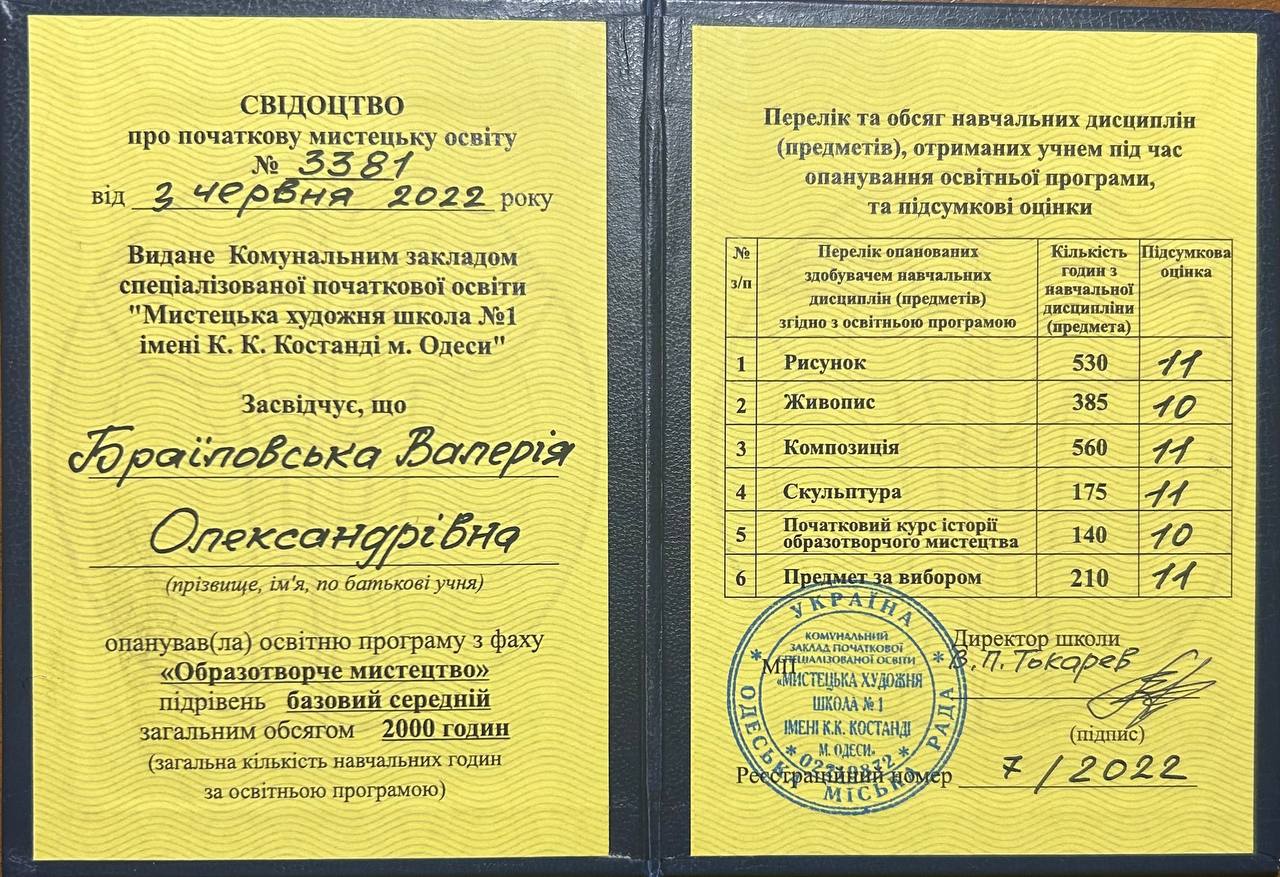 СВІДОЦТВО
про початкову мистецьку освіту
№ 3381
від 3 червня 2022 року
Видане Комунальним закладом
спеціалізованої початкової освіти
"Мистецька художня школа №1
імені К. К. Костанді м. Одеси"
Засвідчує, що
Браїловська Валерія
Олександрівна
(прізвище, ім'я, по батькові учня)
опанував(ла) освітню програму з фаху
«Образотворче мистецтво»
підрівень базовий середній
загальним обсягом 2000 годин
(загальна кількість навчальних годин
за освітньою програмою)
Перелік та обсяг навчальних дисциплін
(предметів), отриманих учнем під час
опанування освітньої програми,
та підсумкові оцінки
№ з/п Перелік опанованих здобувачем навчальних дисциплін (предметів) згідно з освітньою програмою Кількість годин з навчальної дисципліни (предмета) Підсумкова оцінка
1 Рисунок 530 11
2 Живопис 385 10
3 Композиція 560 11
4 Скульптура 175 11
5 Початковий курс історії образотворчого мистецтва 140 10
6 Предмет за вибором 210 11
Директор школи
МП В.П. Токарев
(підпис)
Реєстраційний номер 7/2022
УКРАЇНА
ОДЕСЬКА МІСЬКА РАДА
КОМУНАЛЬНИЙ
ЗАКЛАД ПОЧАТКОВОЇ
СПЕЦІАЛІЗОВАНОЇ ОСВІТИ
«МИСТЕЦЬКА ХУДОЖНЯ
ШКОЛА № 1
ІМЕНІ К.К. КОСТАНДІ
М. ОДЕСИ»